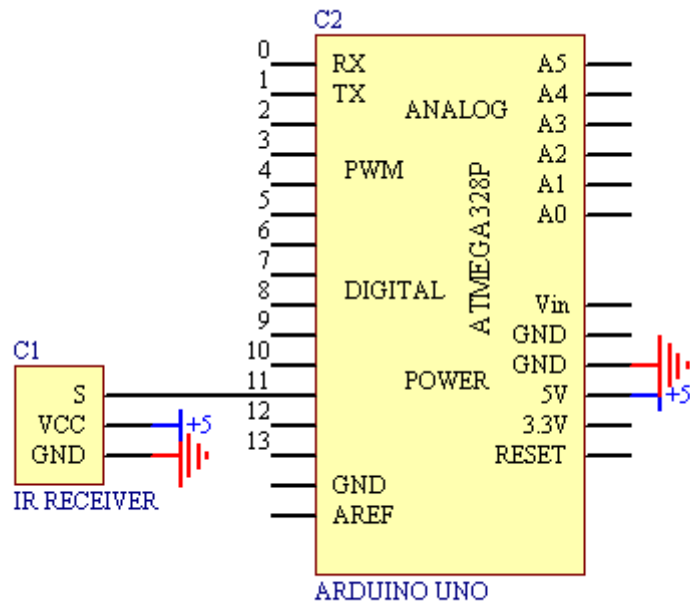 C2
0
RX
A5
1
TX
A4
ANALOG
2
A3
3
A2
PWM
4
A1
5
A0
ATMEGA328P
6
7
8
DIGITAL
Vin
9
GND
C1
10
GND
S
11
POWER
5V
+5
VCC
+5
12
3.3V
GND
13
RESET
GND
IR RECEIVER
AREF
ARDUINO UNO